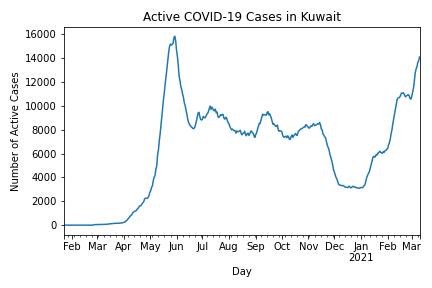 Active COVID-19 Cases in Kuwait
Number of Active Cases
16000
14000
12000
10000
8000
6000
4000
2000
0
Feb Mar Apr May Jun Jul Aug Sep Oct Nov Dec Jan Feb Mar
2021
Day